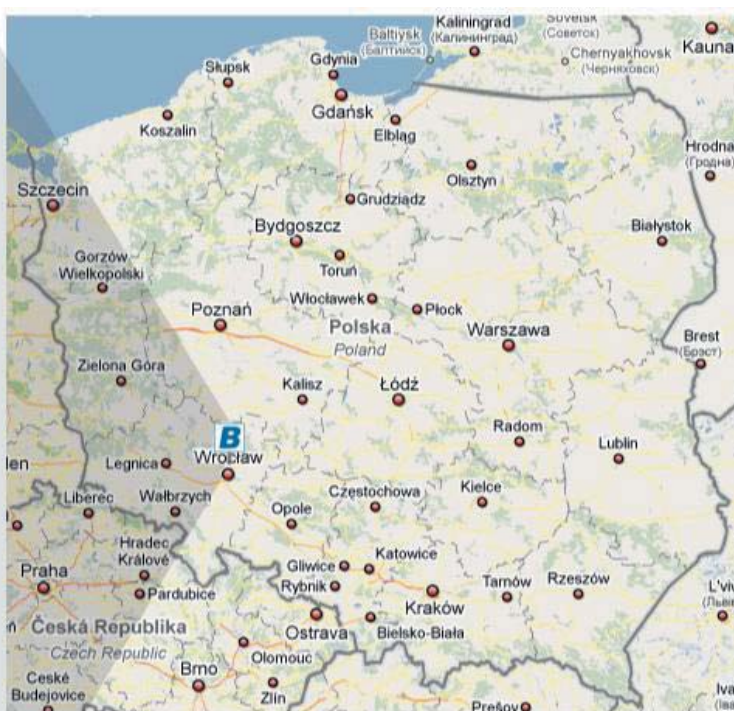 Kaliningrad
(Калининград)
Baltiysk
(Балтийск)
(Советск)
Chernyakhovsk
(Черняховск)
Kauna
Gdynia
Słupsk
Gdańsk
Koszalin
Elbląg
Hrodna
(Гродна)
Olsztyn
Szczecin
Grudziądz
Bydgoszcz
Białystok
Toruń
Gorzów
Wielkopolski
Włocławek
Płock
Poznań
Polska
Poland
Warszawa
Brest
(Брэст)
Zielona Góra
Kalisz
Łódź
Radom
Lublin
B
Wrocław
Legnica
len
Liberec
Wałbrzych
Częstochowa
Kielce
Opole
Hradec
Králové
Gliwice
Katowice
Praha
Pardubice
Rybnik
Kraków
Tarnów
Rzeszów
L'viv
Česká Republika
Czech Republic
Ostrava
Bielsko-Biała
Olomouc
Brno
Zlín
České
Budejovice
Prešov
Iva